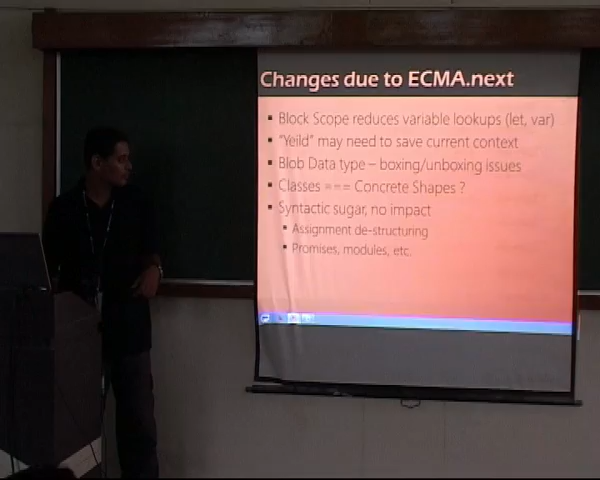 Changes due to ECMA.next
Block Scope reduces variable lookups (let, var)
"Yeild" may need to save current context
Blob Data type – boxing/unboxing issues
Classes === Concrete Shapes ?
Syntactic sugar, no impact
Assignment de-structuring
Promises, modules, etc.